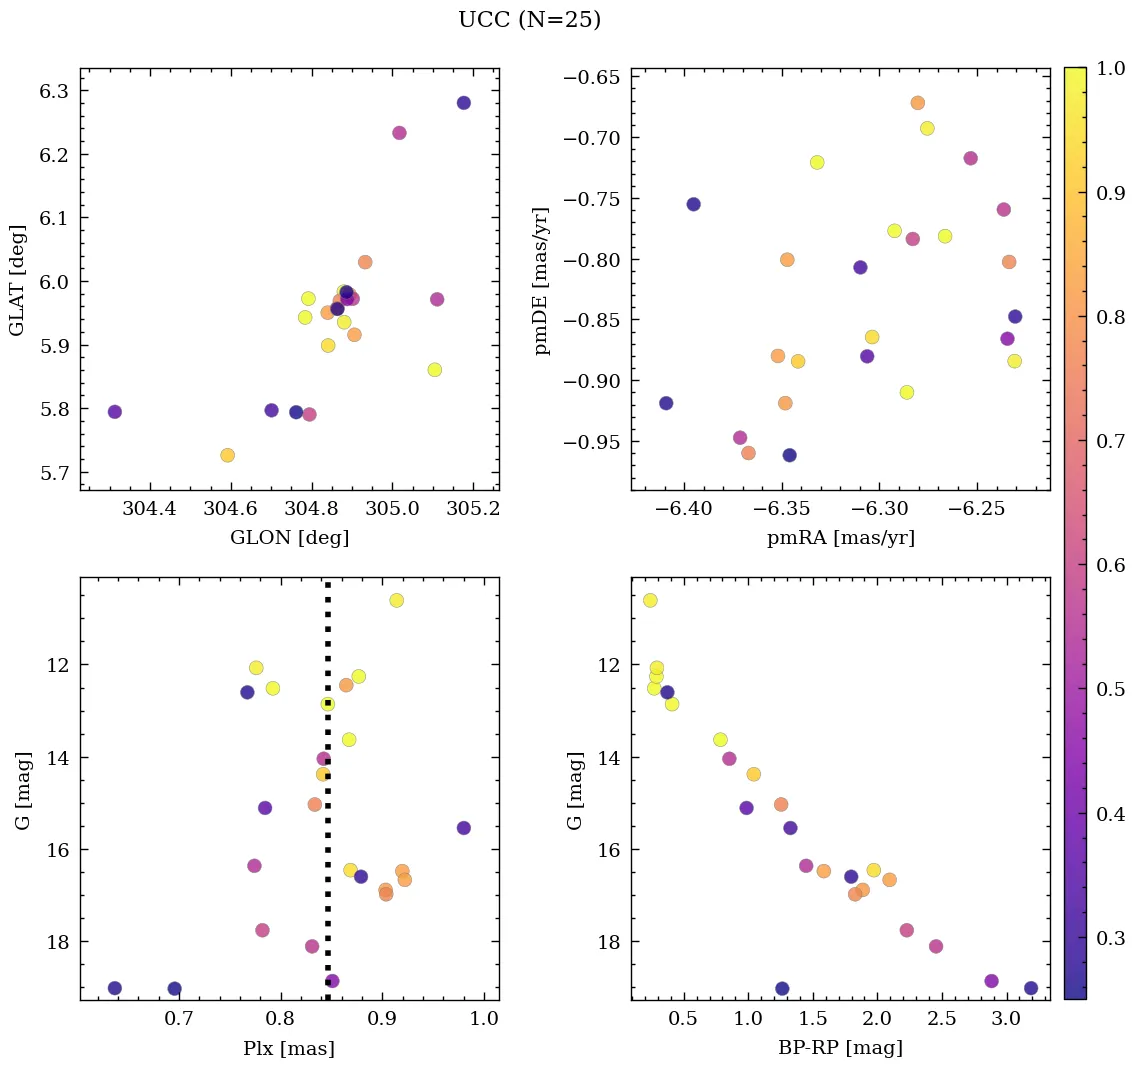 UCC (N=25)
6.3
6.2
6.1
6.0
5.9
5.8
5.7
GLAT [deg]
304.4 304.6 304.8 305.0 305.2
GLON [deg]
−0.65
−0.70
−0.75
−0.80
−0.85
−0.90
−0.95
pmDE [mas/yr]
−6.40 −6.35 −6.30 −6.25
pmRA [mas/yr]
12
14
16
18
G [mag]
0.7 0.8 0.9 1.0
Plx [mas]
12
14
16
18
G [mag]
0.5 1.0 1.5 2.0 2.5 3.0
BP-RP [mag]
1.0
0.9
0.8
0.7
0.6
0.5
0.4
0.3